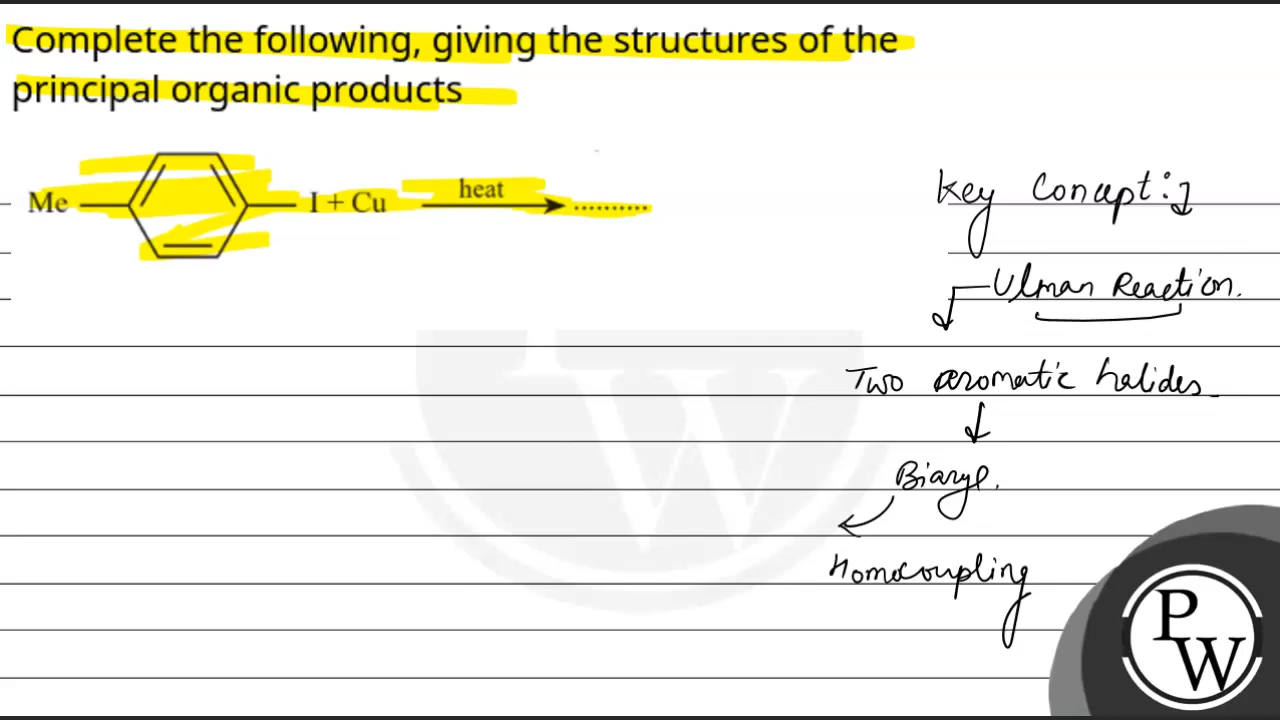 Complete the following, giving the structures of the
principal organic products
Me I + Cu heat ..........
Key Concept:
Ulman Reaction.
Two aromatic halides
Biaryl.
Homocoupling
P
W